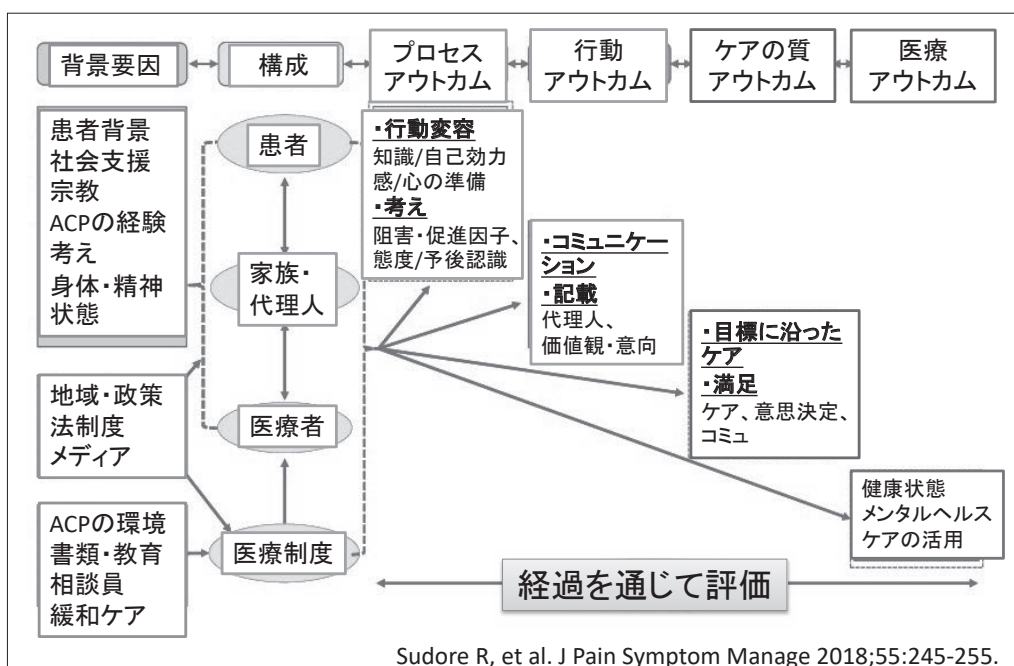 背景要因
構成
プロセス
アウトカム
行動
アウトカム
ケアの質
アウトカム
医療
アウトカム
患者背景
社会支援
宗教
ACPの経験
考え
身体・精神
状態
地域・政策
法制度
メディア
ACPの環境
書類・教育
相談員
緩和ケア
患者
家族・
代理人
医療者
医療制度
・行動変容
知識/自己効力
感/心の準備
・考え
阻害・促進因子、
態度/予後認識
・コミュニケー
ション
・記載
代理人、
価値観・意向
・目標に沿った
ケア
・満足
ケア、意思決定、
コミュ
健康状態
メンタルヘルス
ケアの活用
経過を通じて評価
Sudore R, et al. J Pain Symptom Manage 2018;55:245-255.